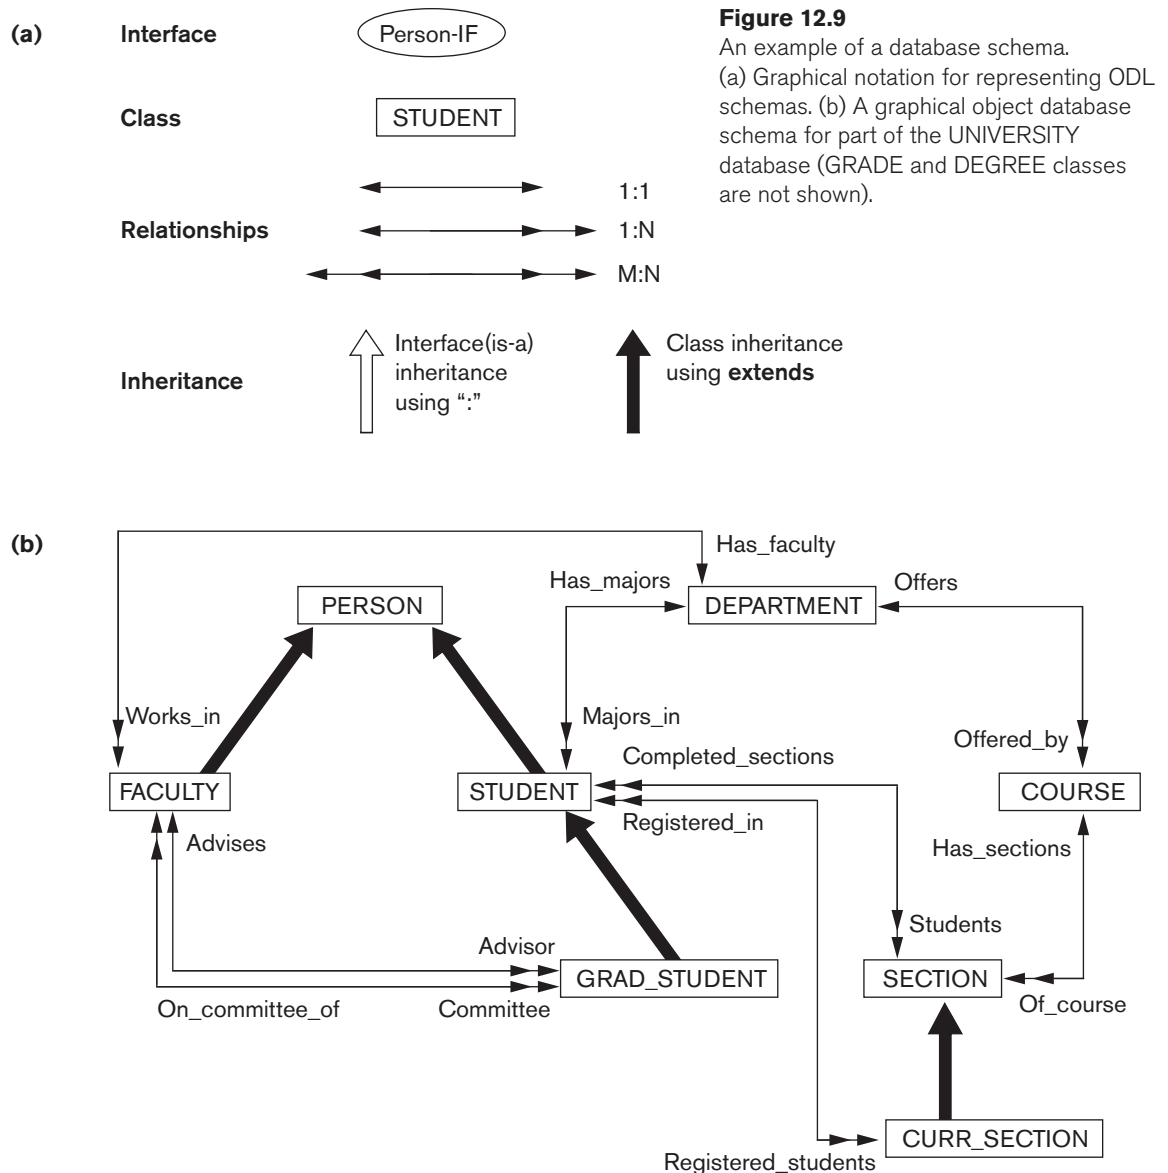 (a)
Interface
Person-IF
Class
STUDENT
Relationships
1:1
1:N
M:N
Inheritance
Interface(is-a)
inheritance
using “:”
Class inheritance
using extends
Figure 12.9
An example of a database schema.
(a) Graphical notation for representing ODL
schemas. (b) A graphical object database
schema for part of the UNIVERSITY
database (GRADE and DEGREE classes
are not shown).
(b)
Has_faculty
Has_majors
Offers
PERSON
DEPARTMENT
Works_in
Majors_in
Offered_by
Completed_sections
FACULTY
STUDENT
COURSE
Registered_in
Advises
Has_sections
Students
Advisor
GRAD_STUDENT
SECTION
On_committee_of
Committee
Of_course
CURR_SECTION
Registered_students